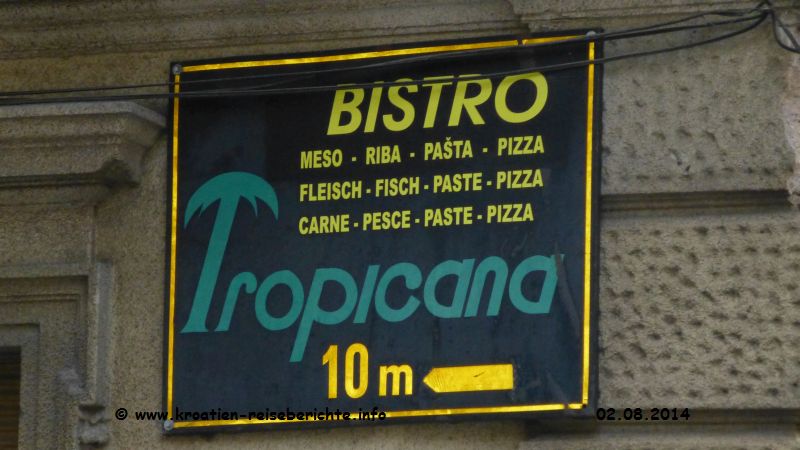 BISTRO
MESO - RIBA - PAŠTA - PIZZA
FLEISCH - FISCH - PASTE - PIZZA
CARNE - PESCE - PASTE - PIZZA
Tropicana
10 m
© www.kroatien-reiseberichte.info 02.08.2014